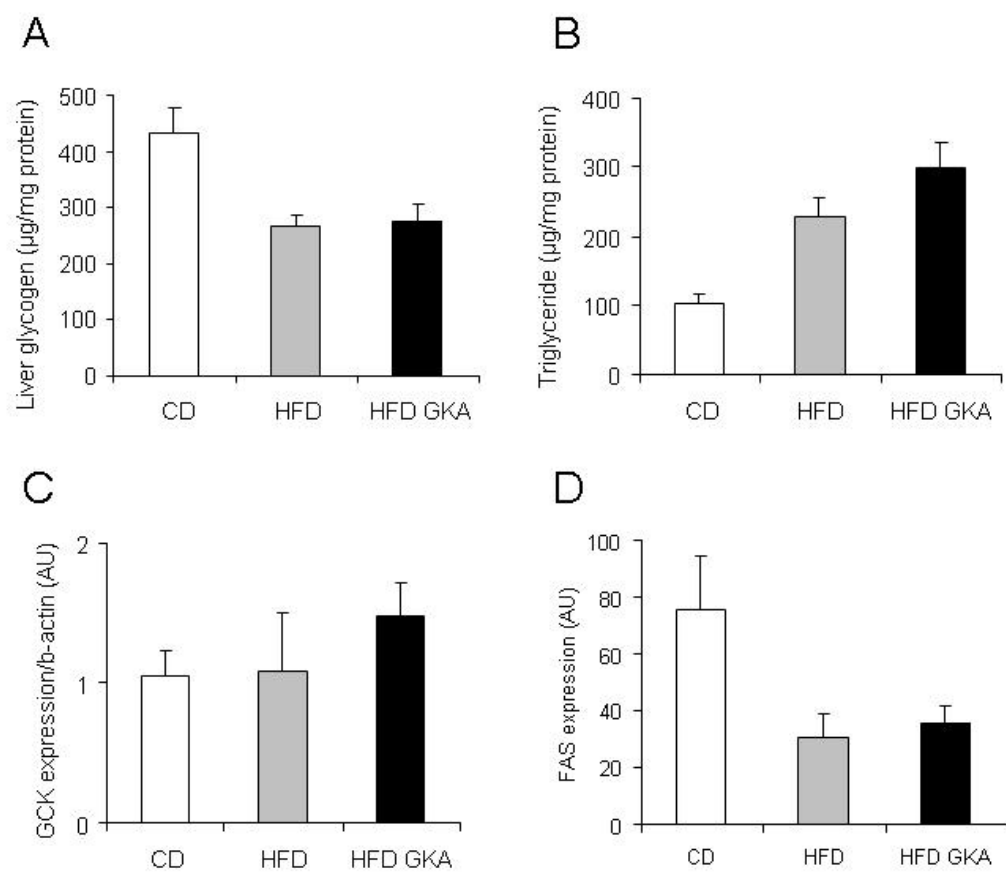 A
Liver glycogen (µg/mg protein)
500
400
300
200
100
0
CD HFD HFD GKA
B
Triglyceride (µg/mg protein)
400
300
200
100
0
CD HFD HFD GKA
C
GCK expression/b-actin (AU)
2
1
0
CD HFD HFD GKA
D
FAS expression (AU)
100
80
60
40
20
0
CD HFD HFD GKA